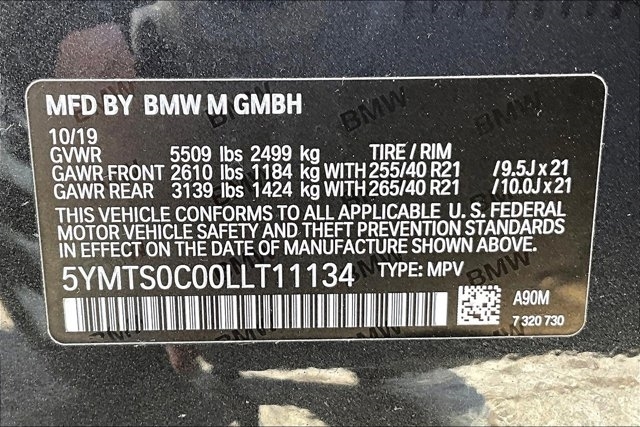 MFD BY BMW M GMBH
10/19
GVWR 5509 lbs 2499 kg TIRE / RIM
GAWR FRONT 2610 lbs 1184 kg WITH 255/40 R21 / 9.5J x 21
GAWR REAR 3139 lbs 1424 kg WITH 265/40 R21 / 10.0J x 21
THIS VEHICLE CONFORMS TO ALL APPLICABLE U. S. FEDERAL
MOTOR VEHICLE SAFETY AND THEFT PREVENTION STANDARDS
IN EFFECT ON THE DATE OF MANUFACTURE SHOWN ABOVE.
5YMTS0C00LLT11134 TYPE: MPV
A90M
7 320 730